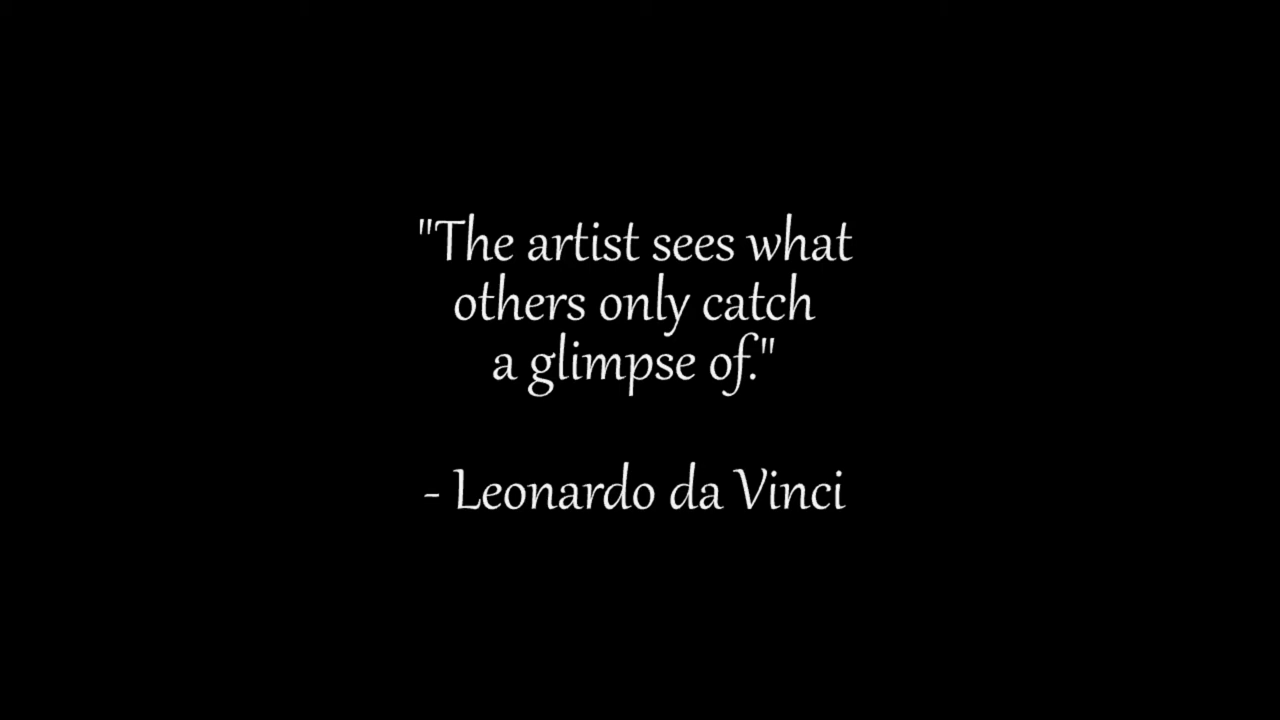 "The artist sees what
others only catch
a glimpse of."
- Leonardo da Vinci